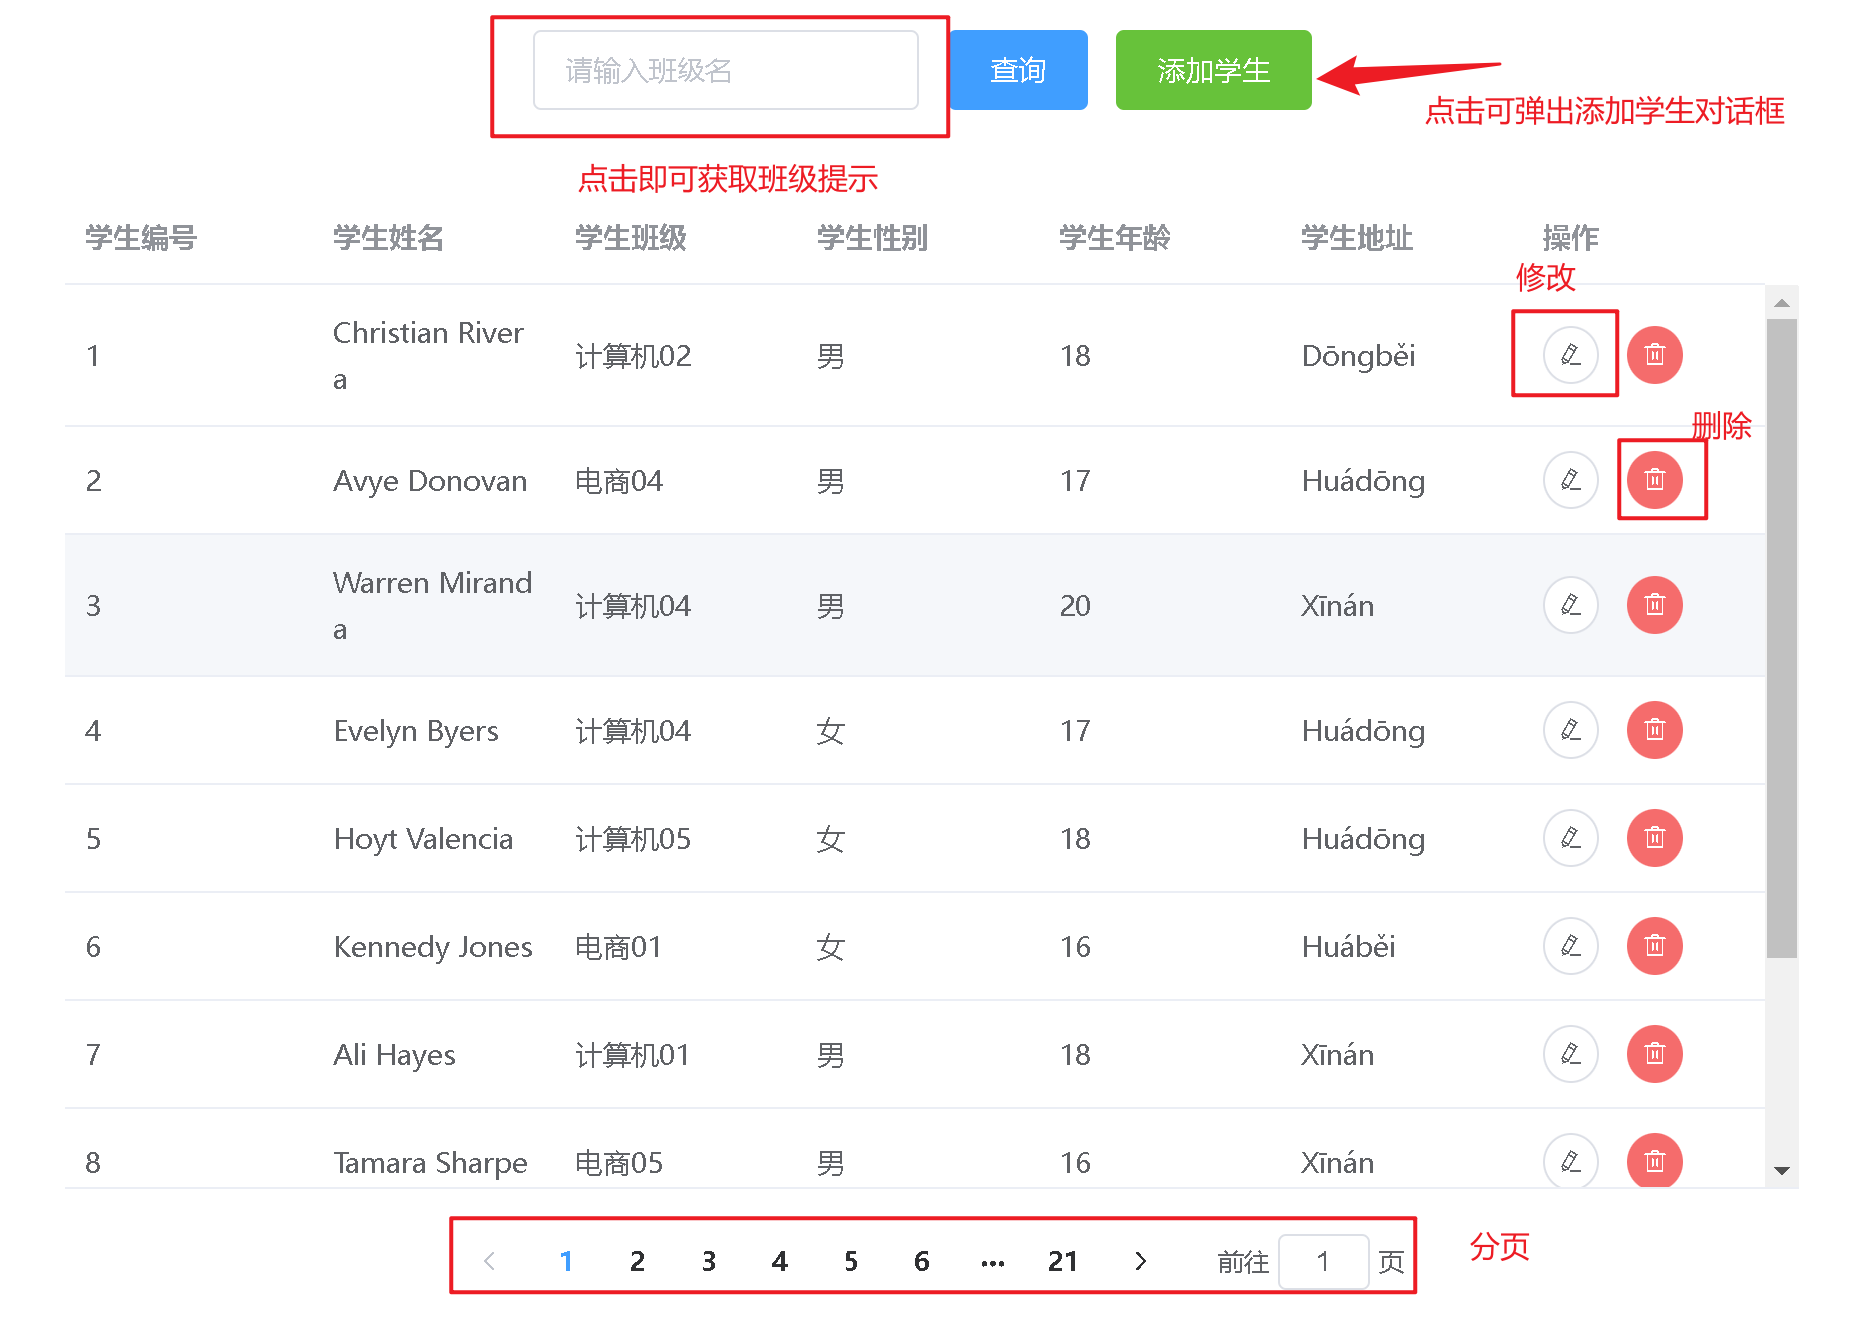 请输入班级名
查询
添加学生
点击可弹出添加学生对话框
点击即可获取班级提示
学生编号 学生姓名 学生班级 学生性别 学生年龄 学生地址 操作
修改
1 Christian River
a 计算机02 男 18 Dōngběi
删除
2 Avye Donovan 电商04 男 17 Huádōng
3 Warren Mirand
a 计算机04 男 20 Xīnán
4 Evelyn Byers 计算机04 女 17 Huádōng
5 Hoyt Valencia 计算机05 女 18 Huádōng
6 Kennedy Jones 电商01 女 16 Huáběi
7 Ali Hayes 计算机01 男 18 Xīnán
8 Tamara Sharpe 电商05 男 16 Xīnán
1 2 3 4 5 6 ··· 21 前往 1 页
分页